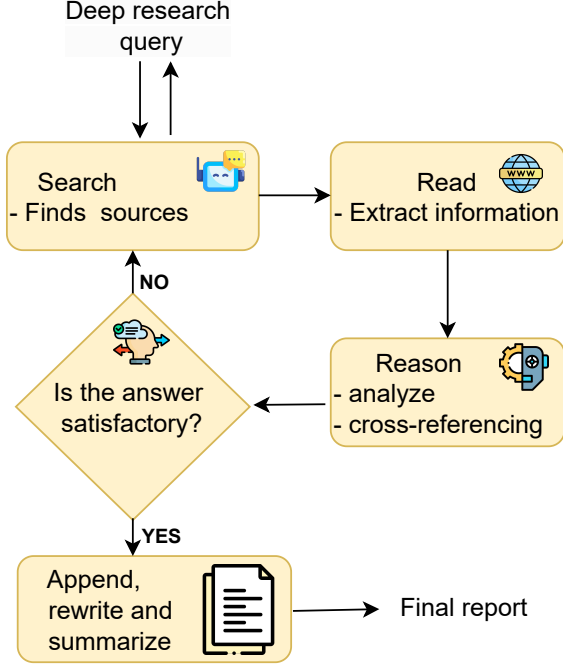 Deep research
query
Search
- Finds sources
Read
- Extract information
WWW
Reason
- analyze
- cross-referencing
Is the answer
satisfactory?
NO
YES
Append,
rewrite and
summarize
Final report